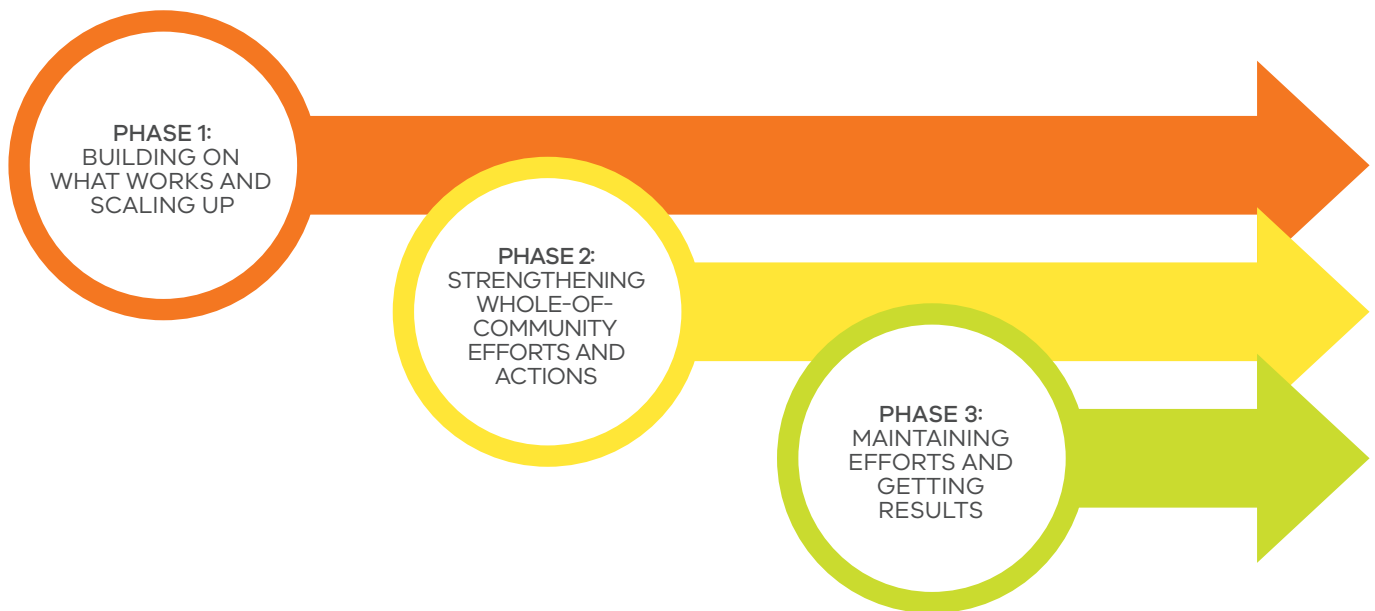 PHASE 1:
BUILDING ON
WHAT WORKS AND
SCALING UP
PHASE 2:
STRENGTHENING
WHOLE-OF-
COMMUNITY
EFFORTS AND
ACTIONS
PHASE 3:
MAINTAINING
EFFORTS AND
GETTING
RESULTS